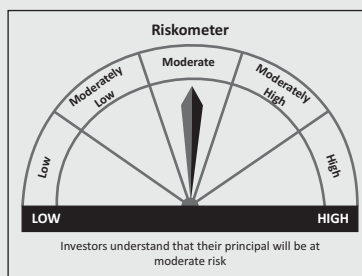 Riskometer
Moderate
Moderately
Low
Moderately
High
Low
High
LOW
HIGH
Investors understand that their principal will be at
moderate risk